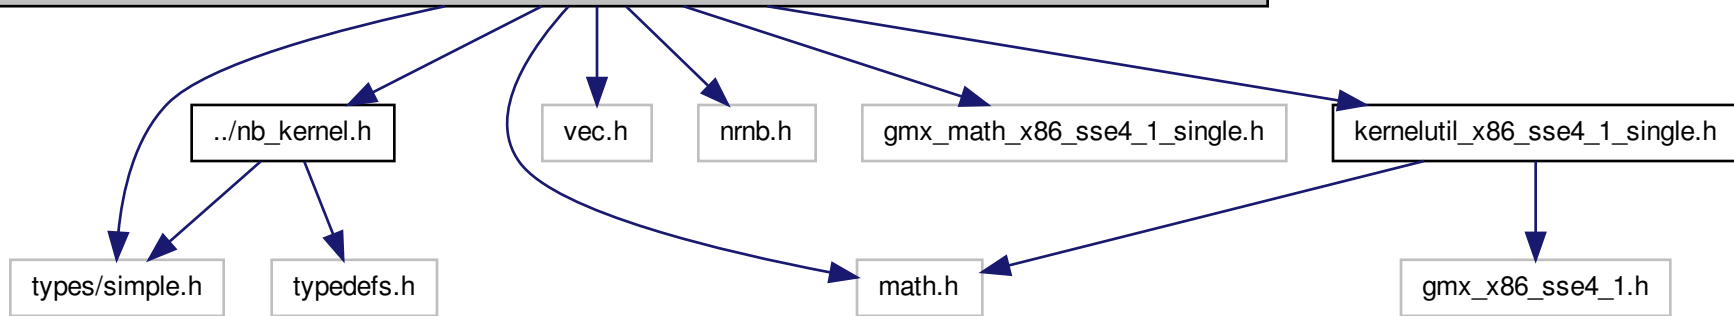 ../nb_kernel.h
vec.h
nrnb.h
gmx_math_x86_sse4_1_single.h
kernelutil_x86_sse4_1_single.h
types/simple.h
typedefs.h
math.h
gmx_x86_sse4_1.h